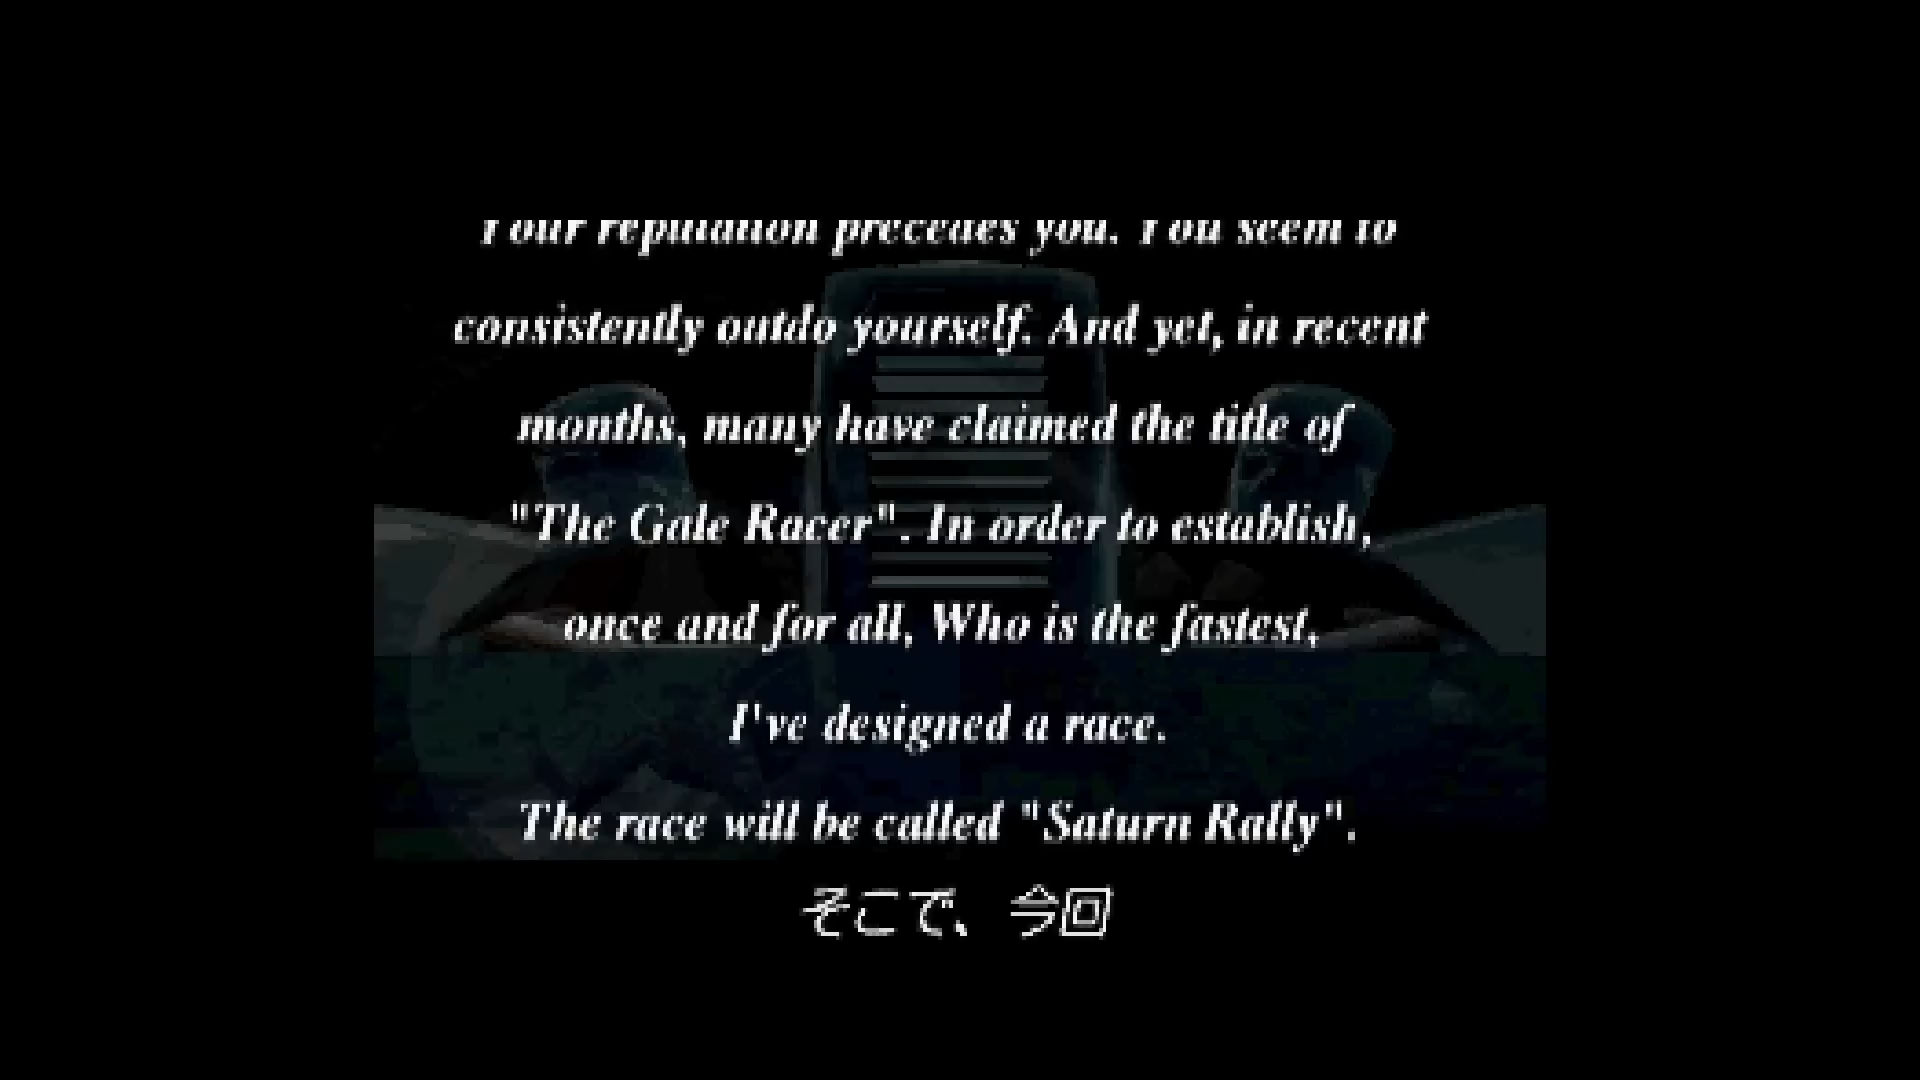 Your reputation precedes you. You seem to
consistently outdo yourself. And yet, in recent
months, many have claimed the title of
"The Gale Racer". In order to establish,
once and for all, Who is the fastest,
I've designed a race.
The race will be called "Saturn Rally".
そこで、今回